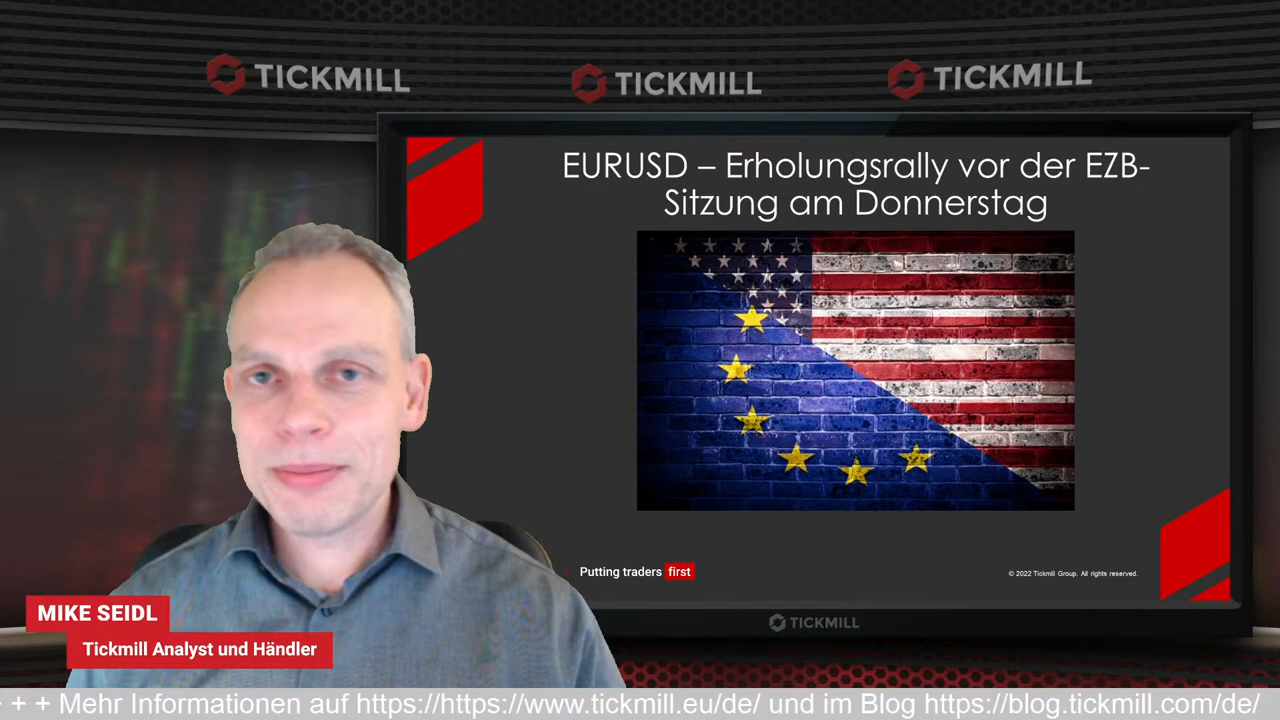 TICKMILL
TICKMILL
TICKMILL
EURUSD – Erholungsrally vor der EZB-
Sitzung am Donnerstag
Putting traders first
© 2022 Tickmill Group. All rights reserved.
TICKMILL
MIKE SEIDL
Tickmill Analyst und Händler
+ + Mehr Informationen auf https://https://www.tickmill.eu/de/ und im Blog https://blog.tickmill.com/de/